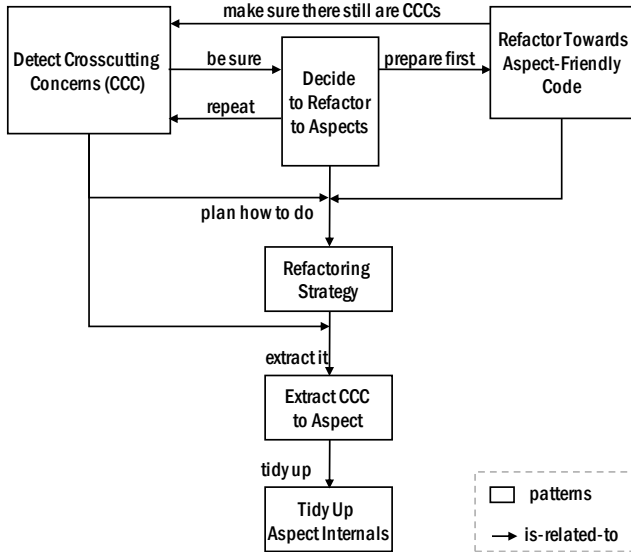 make sure there still are CCCs
Detect Crosscutting
Concerns (CCC)
be sure
repeat
Decide
to Refactor
to Aspects
prepare first
Refactor Towards
Aspect-Friendly
Code
plan how to do
Refactoring
Strategy
extract it
Extract CCC
to Aspect
tidy up
Tidy Up
Aspect Internals
patterns
is-related-to